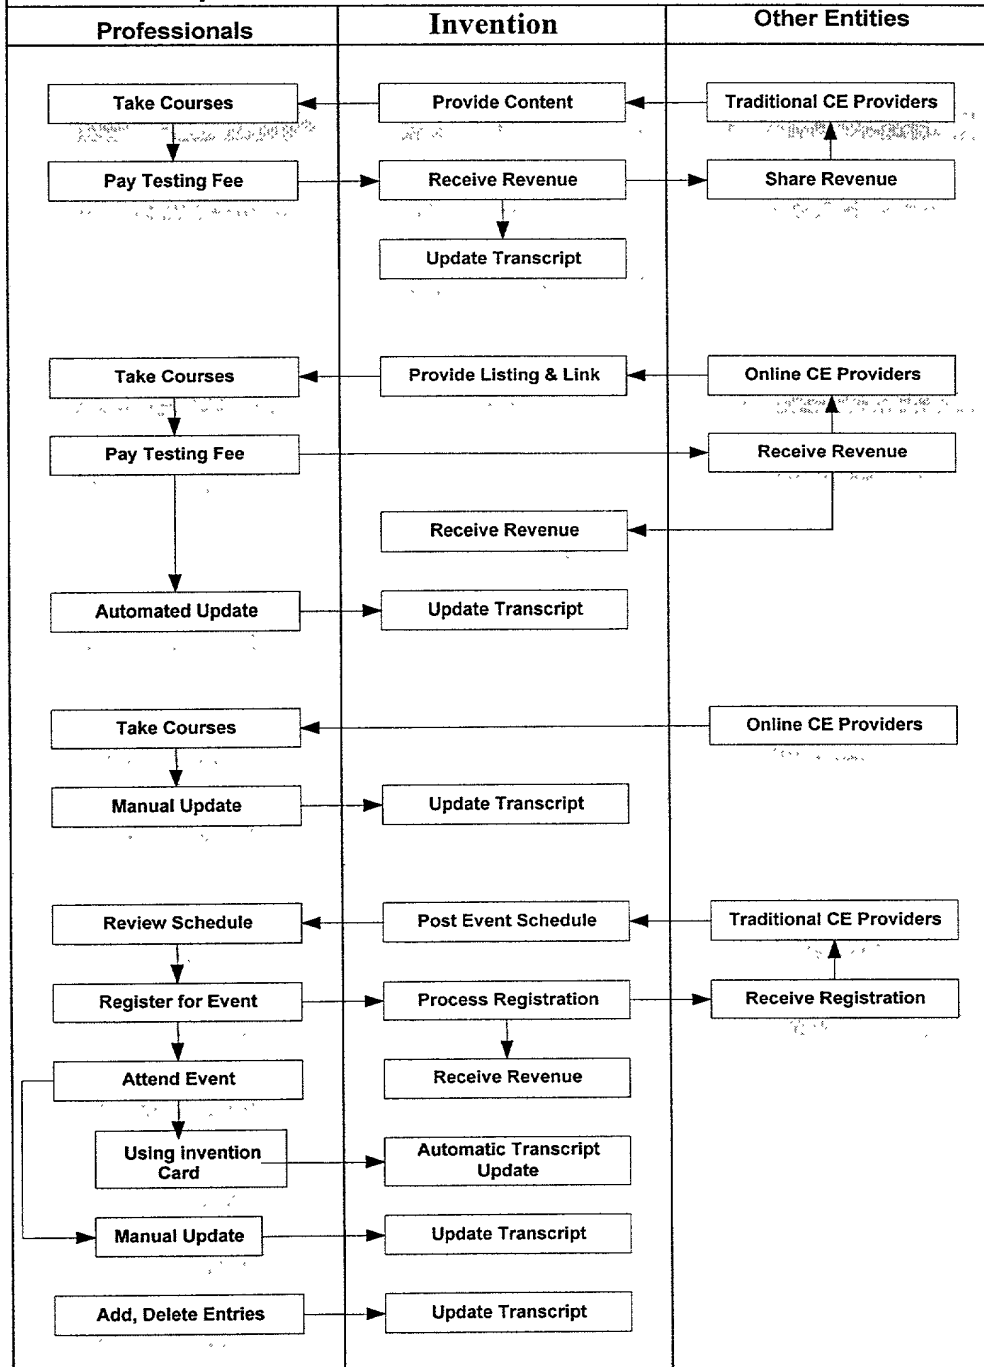 Professionals
Invention
Other Entities
Take Courses
Provide Content
Traditional CE Providers
Pay Testing Fee
Receive Revenue
Share Revenue
Update Transcript
Take Courses
Provide Listing & Link
Online CE Providers
Pay Testing Fee
Receive Revenue
Receive Revenue
Automated Update
Update Transcript
Take Courses
Online CE Providers
Manual Update
Update Transcript
Review Schedule
Post Event Schedule
Traditional CE Providers
Register for Event
Process Registration
Receive Registration
Attend Event
Receive Revenue
Using invention
Card
Automatic Transcript
Update
Manual Update
Update Transcript
Add, Delete Entries
Update Transcript